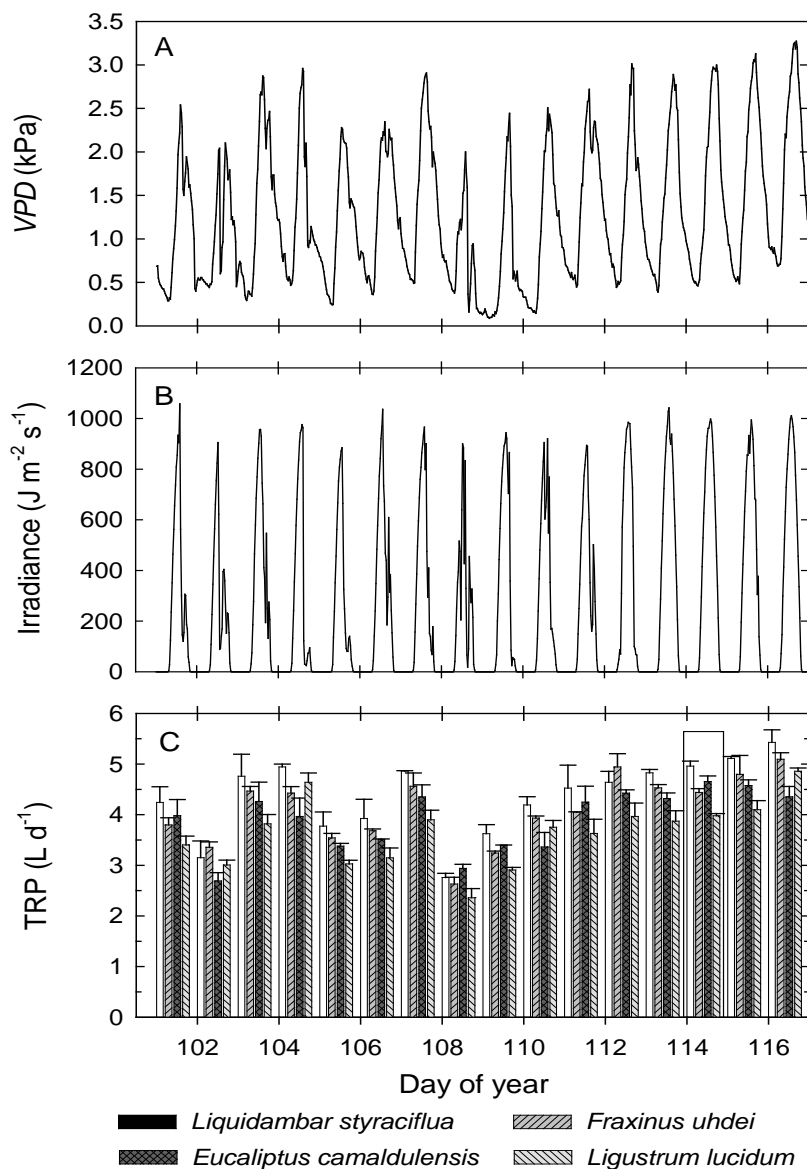 A
3.5
3.0
2.5
2.0
1.5
1.0
0.5
0.0
VPD (kPa)
B
1200
1000
800
600
400
200
0
Irradiance (J m⁻² s⁻¹)
C
6
5
4
3
2
1
0
TRP (L d⁻¹)
102 104 106 108 110 112 114 116
Day of year
Liquidambar styraciflua Fraxinus uhdei
Eucaliptus camaldulensis Ligustrum lucidum